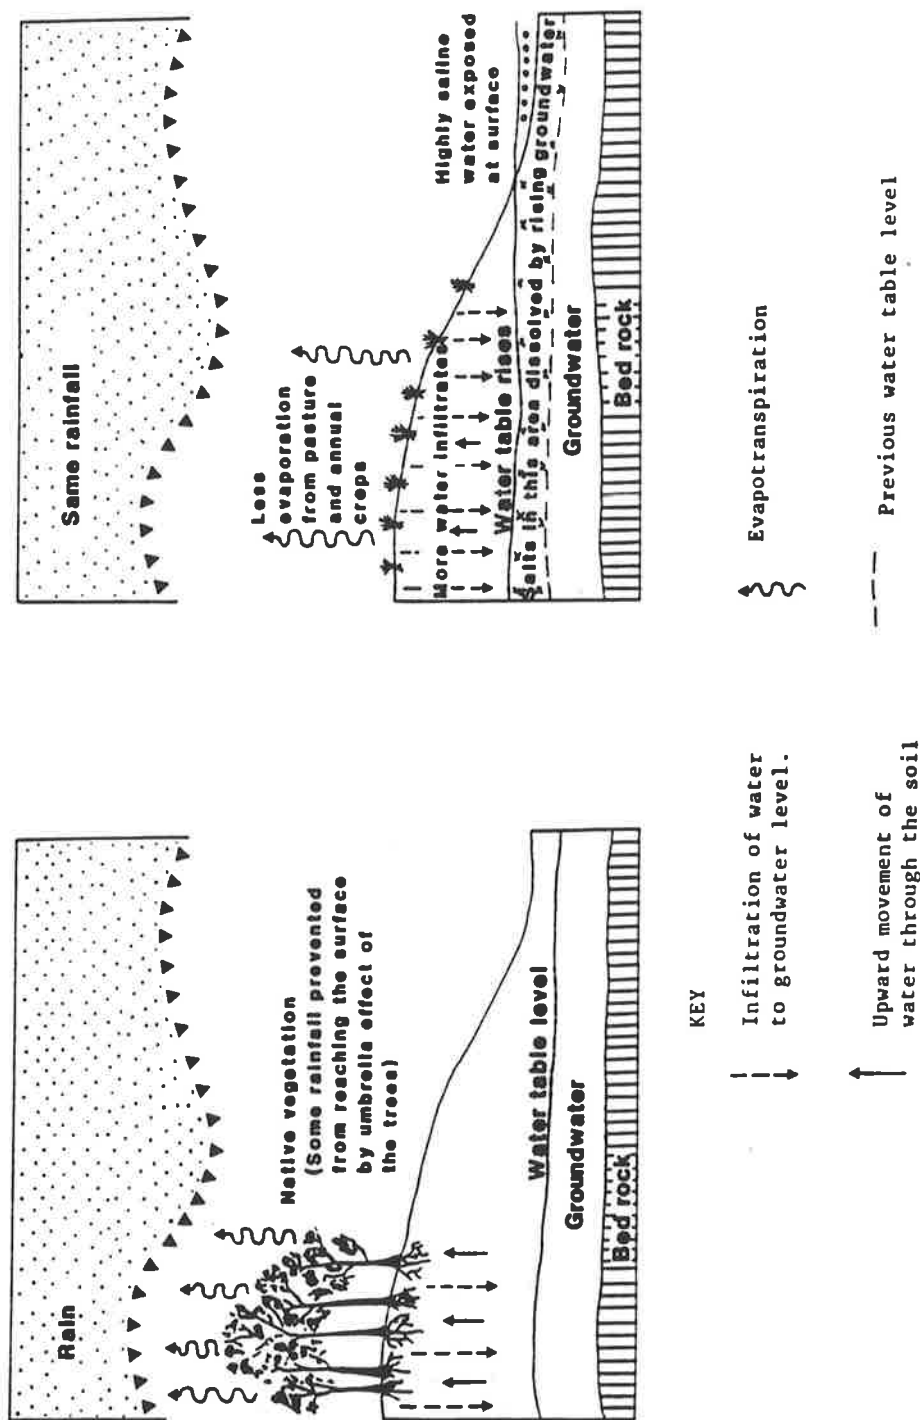 Rain
Native vegetation
(Some rainfall prevented
from reaching the surface
by umbrella effect of
the trees)
Water table level
Groundwater
Bed rock
Same rainfall
Less
evaporation
from pasture
and annual
crops
More water infiltrates
Water table rises
Salts in this area dissolved by rising groundwater
Highly saline
water exposed
at surface
Groundwater
Bed rock
KEY
Infiltration of water
to groundwater level.
Upward movement of
water through the soil
Evapotranspiration
Previous water table level